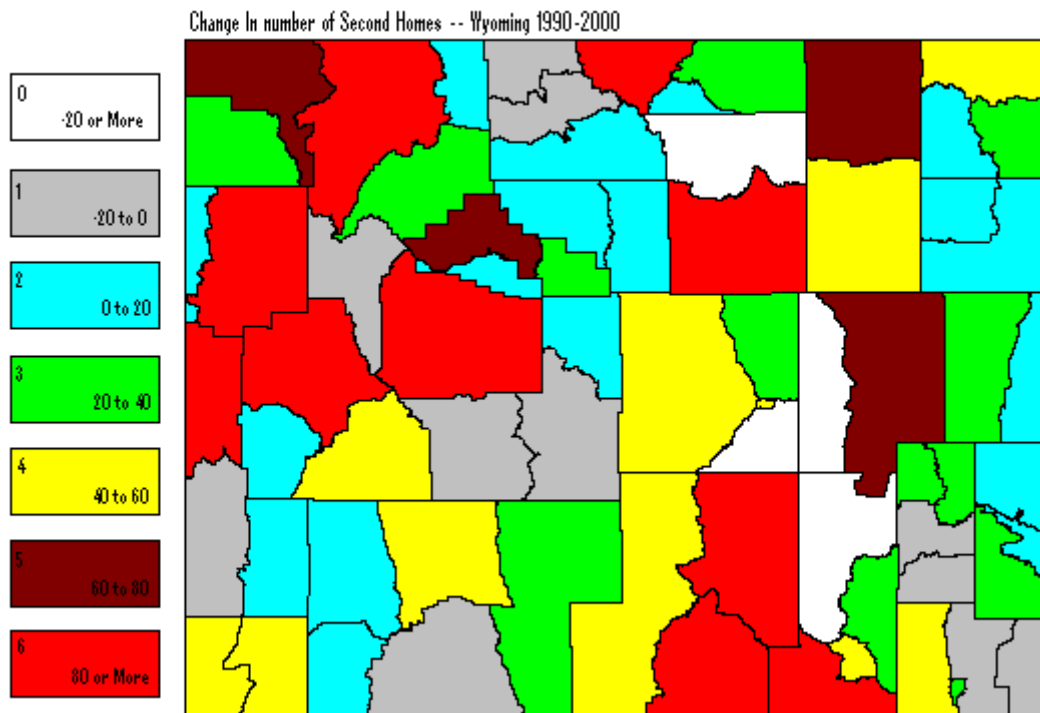 Change In number of Second Homes -- Wyoming 1990-2000
0
-20 or More
1
-20 to 0
2
0 to 20
3
20 to 40
4
40 to 60
5
60 to 80
6
80 or More